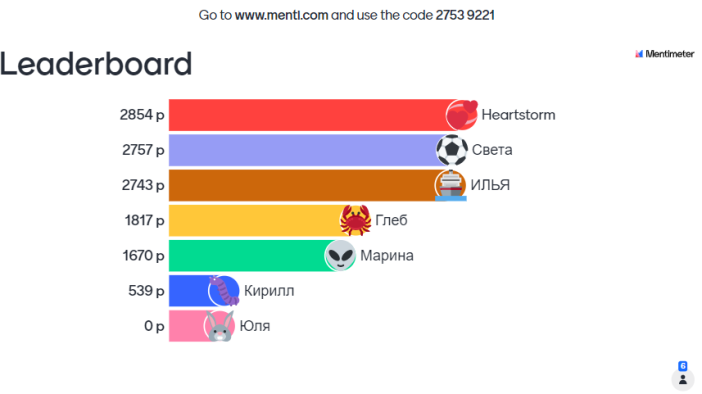 Go to www.menti.com and use the code 2753 9221
Leaderboard
Mentimeter
2854 p Heartstorm
2757 p Света
2743 p ИЛЬЯ
1817 p Глеб
1670 p Марина
539 p Кирилл
0 p Юля
6